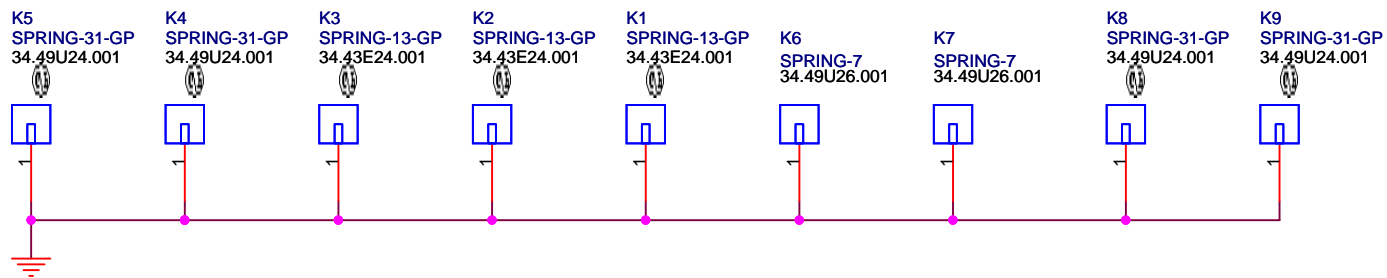 K5
SPRING-31-GP
34.49U24.001
1
K4
SPRING-31-GP
34.49U24.001
1
K3
SPRING-13-GP
34.43E24.001
1
K2
SPRING-13-GP
34.43E24.001
1
K1
SPRING-13-GP
34.43E24.001
1
K6
SPRING-7
34.49U26.001
1
K7
SPRING-7
34.49U26.001
1
K8
SPRING-31-GP
34.49U24.001
1
K9
SPRING-31-GP
34.49U24.001
1